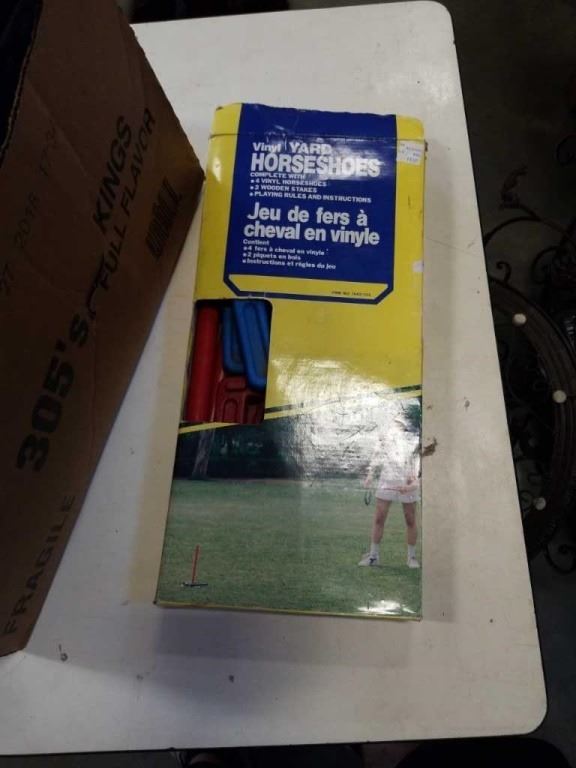 Vinyl YARD
HORSESHOES
COMPLETE WITH
• 4 VINYL HORSESHOES
• 2 WOODEN STAKES
• PLAYING RULES AND INSTRUCTIONS
Jeu de fers à
cheval en vinyle
Contient
• 4 fers à cheval en vinyle
• 2 piquets en bois
• Instructions et règles du jeu
ITEM NO.
305's
KINGS
FULL FLAVOR
FRAGILE